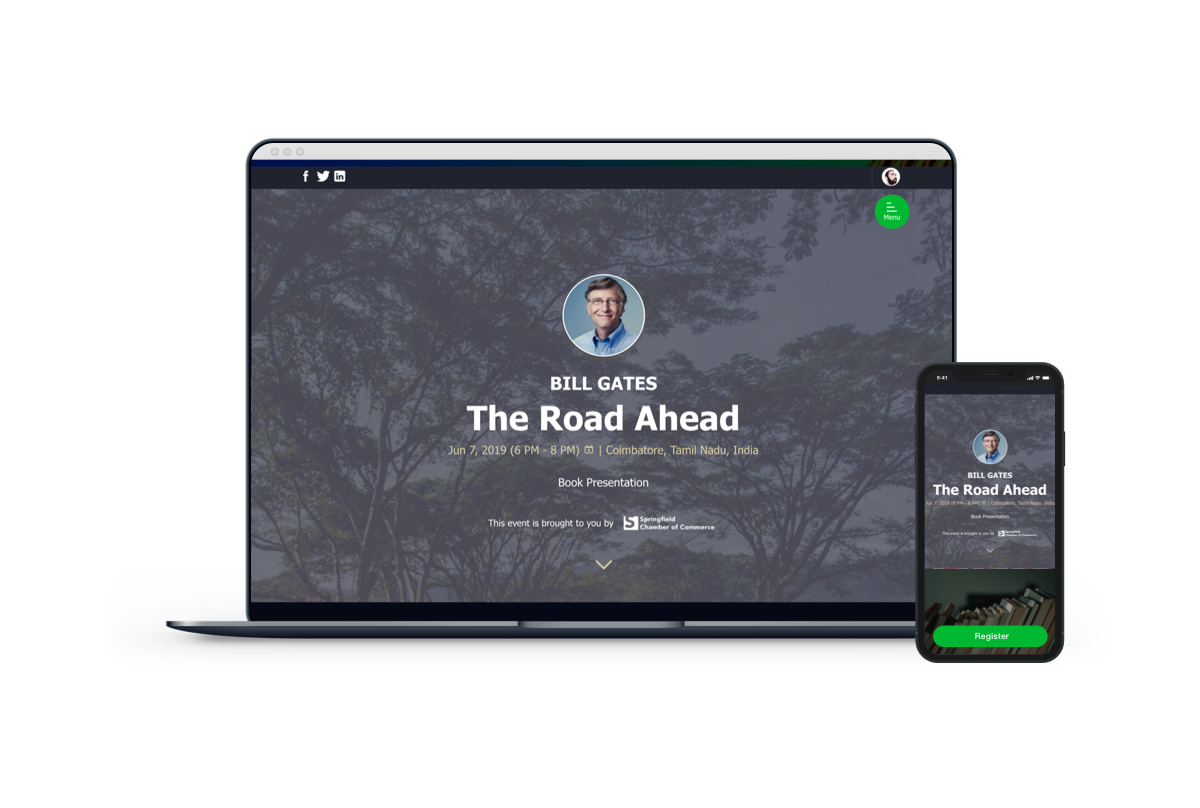 f in
Menu
BILL GATES
The Road Ahead
Jun 7, 2019 (6 PM - 8 PM) | Coimbatore, Tamil Nadu, India
Book Presentation
This event is brought to you by S Springfield
Chamber of Commerce
9:41
BILL GATES
The Road Ahead
Jun 7, 2019 (6 PM - 8 PM) | Coimbatore, Tamil Nadu, India
Book Presentation
This event is brought to you by S Springfield
Chamber of Commerce
Register